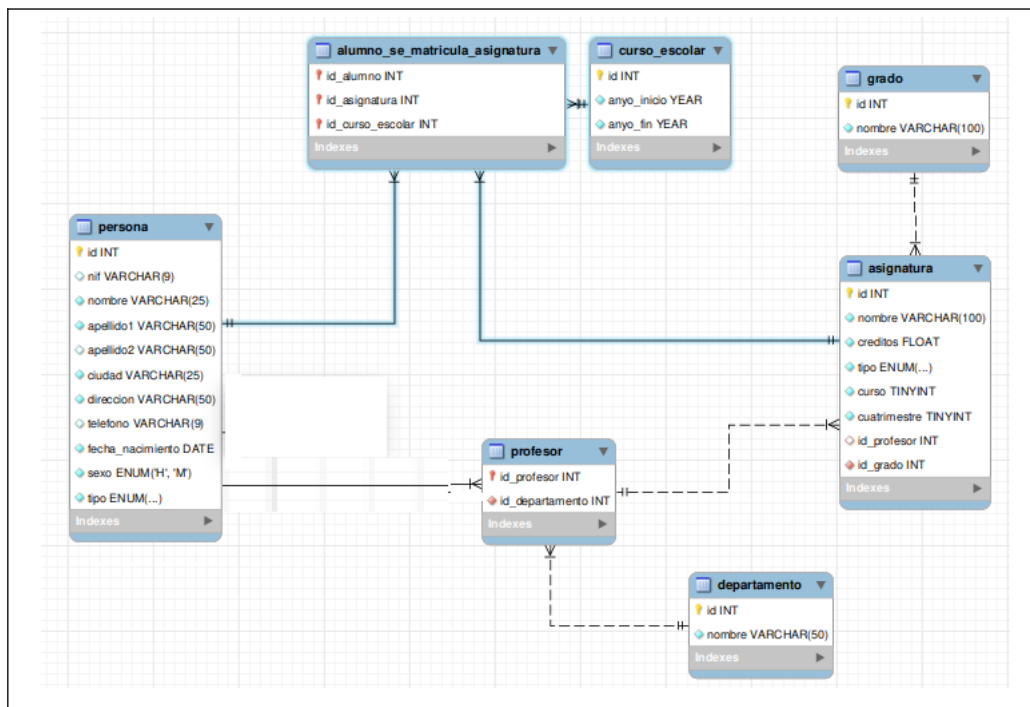 alumno_se_matricula_asignatura
id_alumno INT
id_asignatura INT
id_curso_escolar INT
Indexes
curso_escolar
id INT
anyo_inicio YEAR
anyo_fin YEAR
Indexes
grado
id INT
nombre VARCHAR(100)
Indexes
persona
id INT
nif VARCHAR(9)
nombre VARCHAR(25)
apellido1 VARCHAR(50)
apellido2 VARCHAR(50)
ciudad VARCHAR(25)
direccion VARCHAR(50)
telefono VARCHAR(9)
fecha_nacimiento DATE
sexo ENUM('H', 'M')
tipo ENUM(...)
Indexes
asignatura
id INT
nombre VARCHAR(100)
creditos FLOAT
tipo ENUM(...)
curso TINYINT
cuatrimestre TINYINT
id_profesor INT
id_grado INT
Indexes
profesor
id_profesor INT
id_departamento INT
Indexes
departamento
id INT
nombre VARCHAR(50)
Indexes